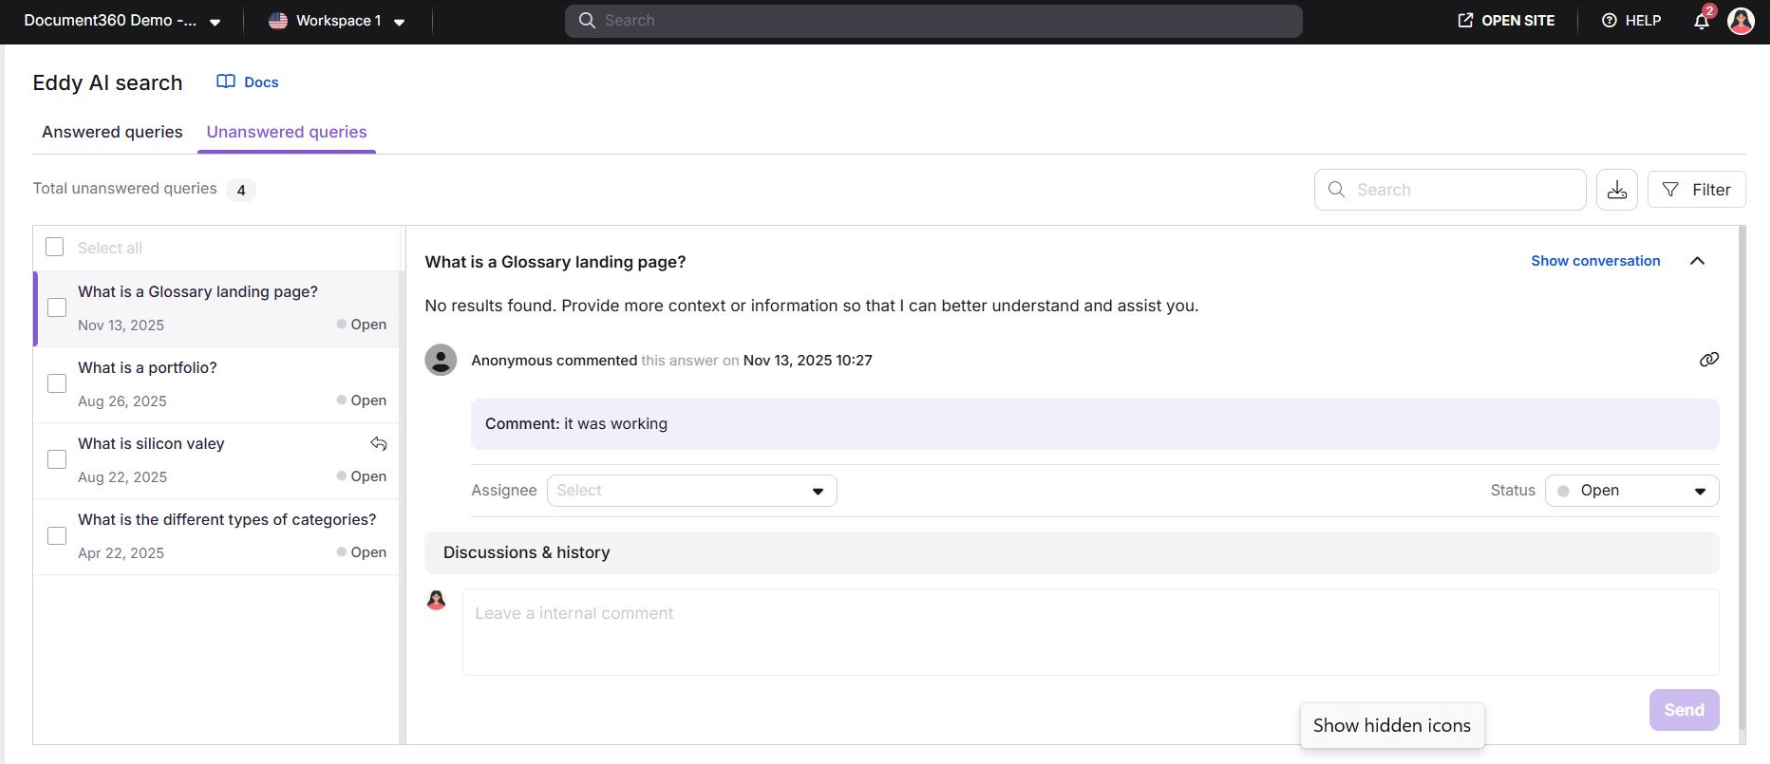 Document360 Demo -...
Workspace 1
Search
OPEN SITE
HELP
2
Eddy AI search
Docs
Answered queries
Unanswered queries
Total unanswered queries 4
Search
Filter
Select all
What is a Glossary landing page?
Nov 13, 2025
Open
What is a portfolio?
Aug 26, 2025
Open
What is silicon valey
Aug 22, 2025
Open
What is the different types of categories?
Apr 22, 2025
Open
What is a Glossary landing page?
Show conversation
No results found. Provide more context or information so that I can better understand and assist you.
Anonymous commented this answer on Nov 13, 2025 10:27
Comment: it was working
Assignee
Select
Status
Open
Discussions & history
Leave a internal comment
Send
Show hidden icons